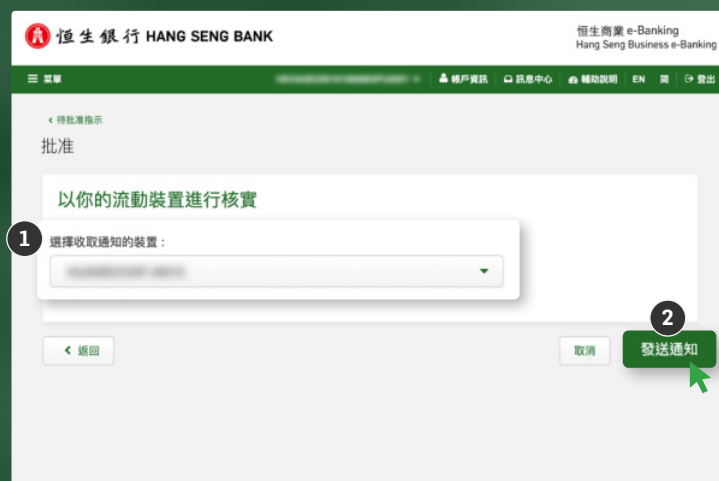 恒生銀行 HANG SENG BANK
恒生商業 e-Banking
Hang Seng Business e-Banking
菜單
帳戶資訊
訊息中心
輔助說明
EN
簡
登出
待批准指示
批准
以你的流動裝置進行核實
1
選擇收取通知的裝置：
2
返回
取消
發送通知